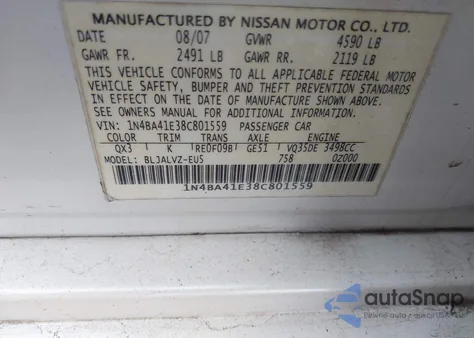 MANUFACTURED BY NISSAN MOTOR CO., LTD.
DATE 08/07 GVWR 4590 LB
GAWR FR. 2491 LB GAWR RR. 2119 LB
THIS VEHICLE CONFORMS TO ALL APPLICABLE FEDERAL MOTOR
VEHICLE SAFETY, BUMPER AND THEFT PREVENTION STANDARDS
IN EFFECT ON THE DATE OF MANUFACTURE SHOWN ABOVE.
SEE OWNERS MANUAL FOR ADDITIONAL INFORMATION.
VIN: 1N4BA41E38C801559 PASSENGER CAR
COLOR TRIM TRANS AXLE ENGINE
QX3 K RE0F09B GE51 VQ35DE 3498CC
MODEL: BLJALVZ-EUS 758 0Z000
1N4BA41E38C801559
autoSnap